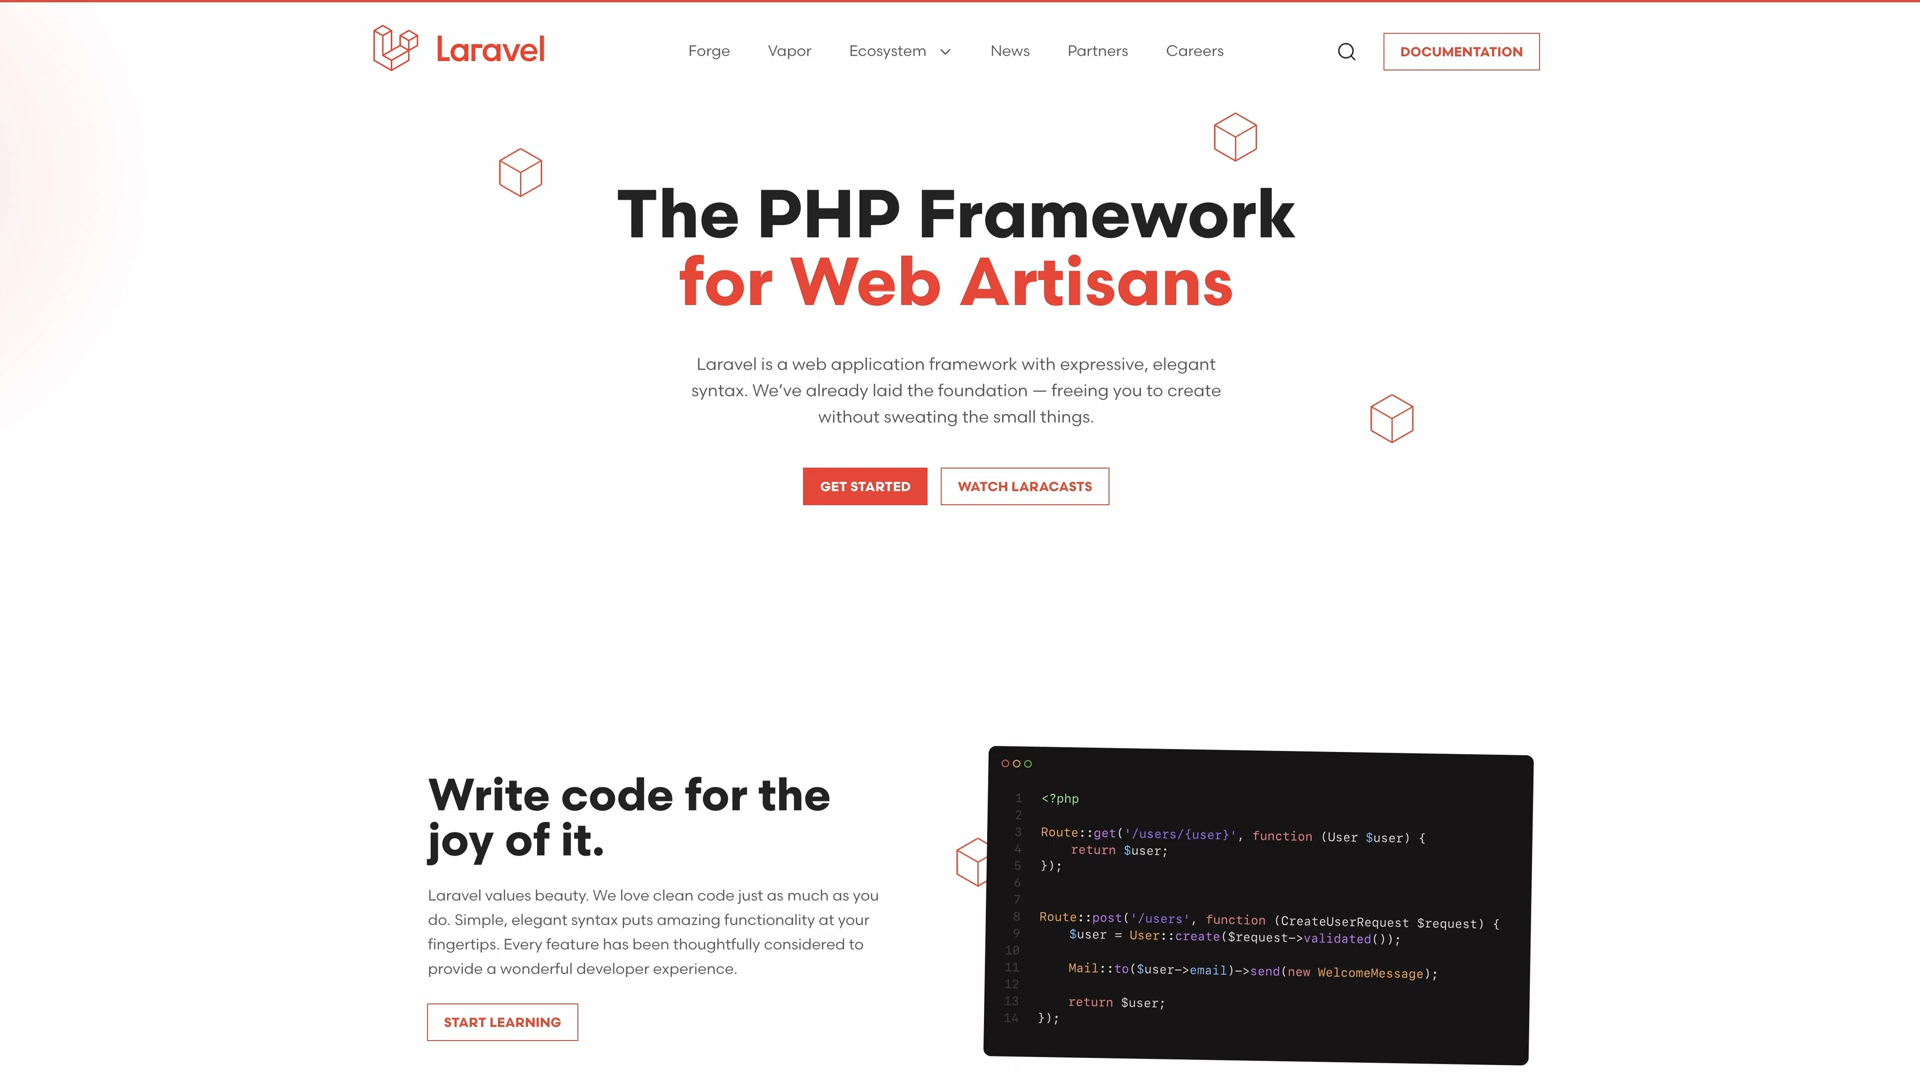 Laravel
Forge
Vapor
Ecosystem
News
Partners
Careers
DOCUMENTATION
The PHP Framework
for Web Artisans
Laravel is a web application framework with expressive, elegant
syntax. We’ve already laid the foundation — freeing you to create
without sweating the small things.
GET STARTED
WATCH LARACASTS
Write code for the
joy of it.
Laravel values beauty. We love clean code just as much as you
do. Simple, elegant syntax puts amazing functionality at your
fingertips. Every feature has been thoughtfully considered to
provide a wonderful developer experience.
START LEARNING
1 <?php
2
3 Route::get('/users/{user}', function (User $user) {
4     return $user;
5 });
6
7
8 Route::post('/users', function (CreateUserRequest $request) {
9     $user = User::create($request->validated());
10
11     Mail::to($user->email)->send(new WelcomeMessage);
12
13     return $user;
14 });